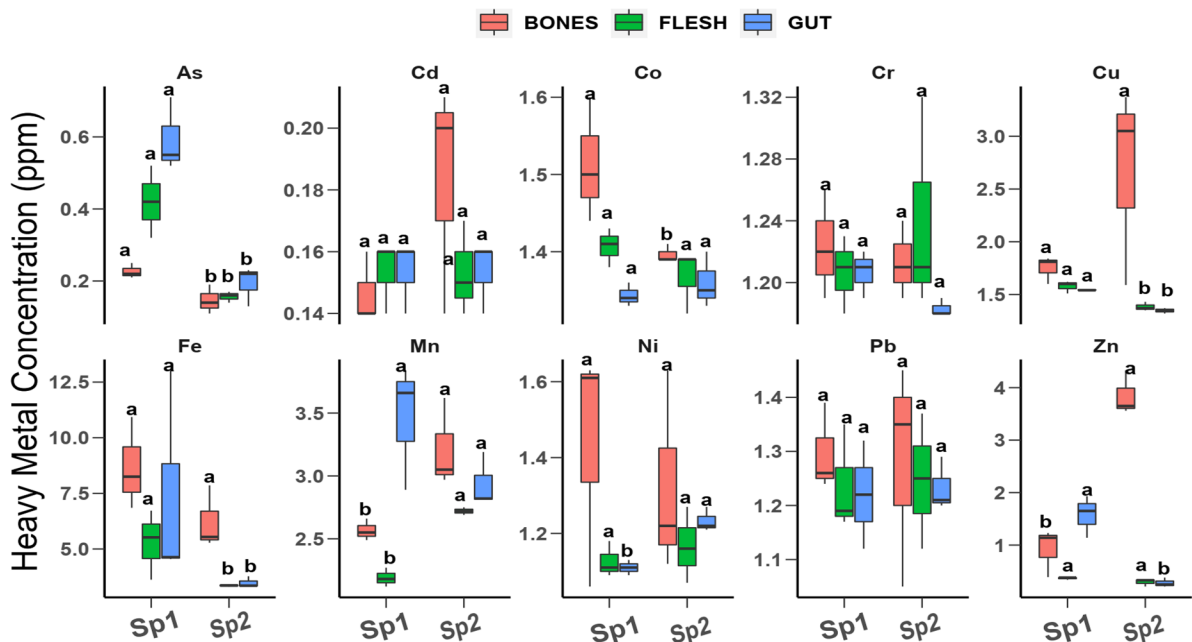 BONES FLESH GUT
As Cd Co Cr Cu
Heavy Metal Concentration (ppm)
0.6
0.4
0.2
a a a b b b
0.20
0.18
0.16
0.14
a a a a a a a
1.6
1.5
1.4
a a a b a a
1.32
1.28
1.24
1.20
a a a a a a
3.0
2.5
2.0
1.5
a a a a b b
Fe Mn Ni Pb Zn
12.5
10.0
7.5
5.0
a a a a b b
3.5
3.0
2.5
b b a a a a
1.6
1.4
1.2
a a b a a a
1.4
1.3
1.2
1.1
a a a a a a
4
3
2
1
b a a a a b
Sp1 Sp2 Sp1 Sp2 Sp1 Sp2 Sp1 Sp2 Sp1 Sp2